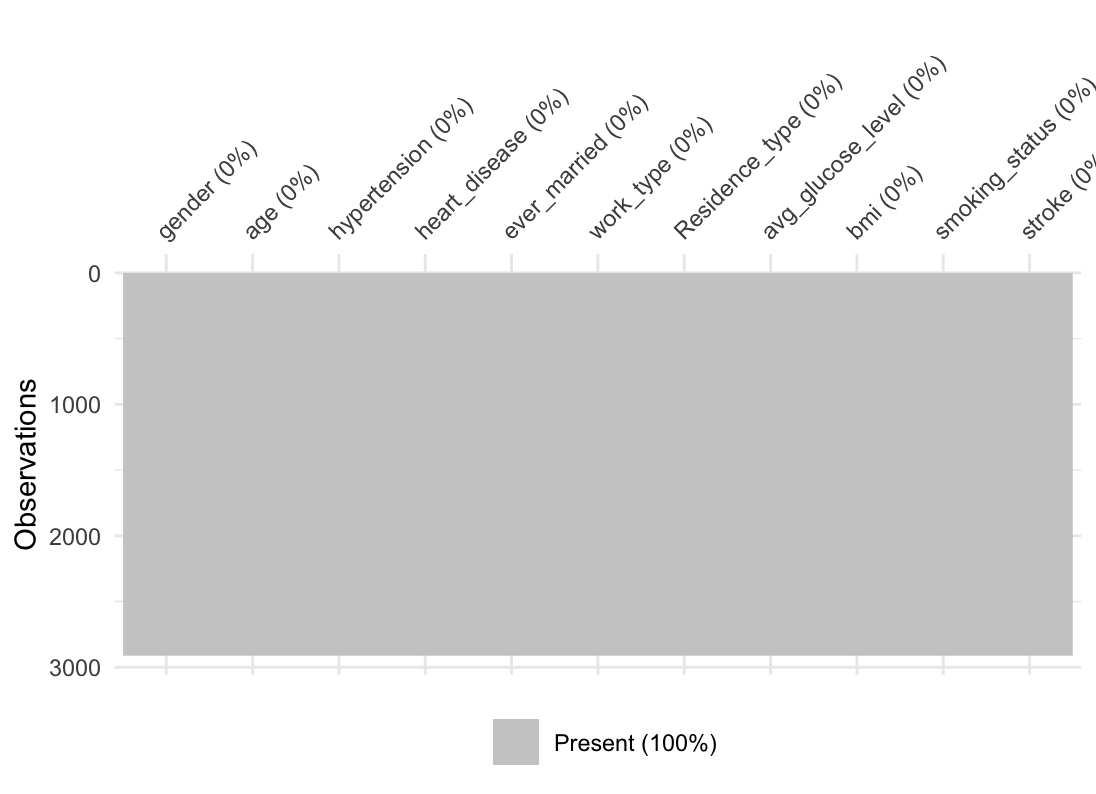 gender (0%)
age (0%)
hypertension (0%)
heart_disease (0%)
ever_married (0%)
work_type (0%)
Residence_type (0%)
avg_glucose_level (0%)
bmi (0%)
smoking_status (0%)
stroke (0%
Observations
0
1000
2000
3000
Present (100%)